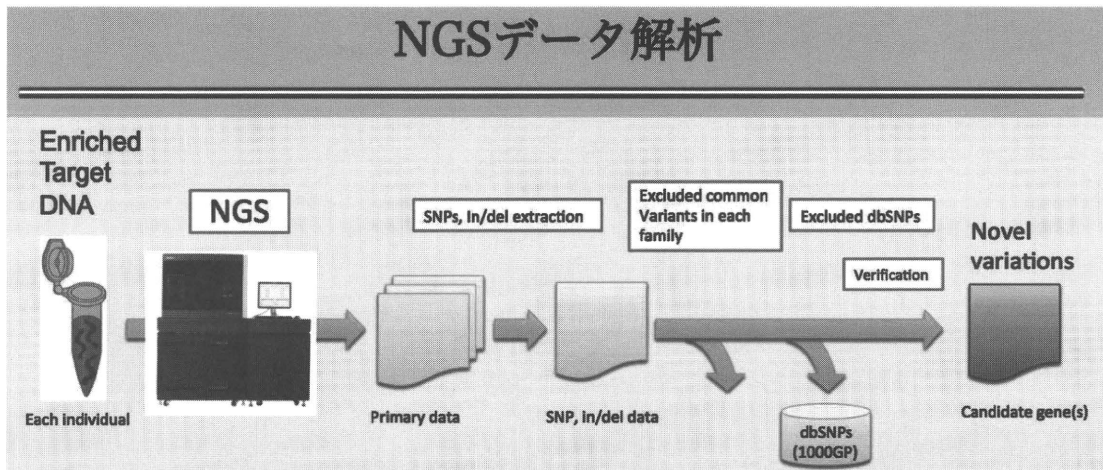 NGSデータ解析
Enriched
Target
DNA
NGS
SNPs, In/del extraction
Excluded common
Variants in each
family
Excluded dbSNPs
Verification
Novel
variations
Each individual
Primary data
SNP, in/del data
dbSNPs
(1000GP)
Candidate gene(s)